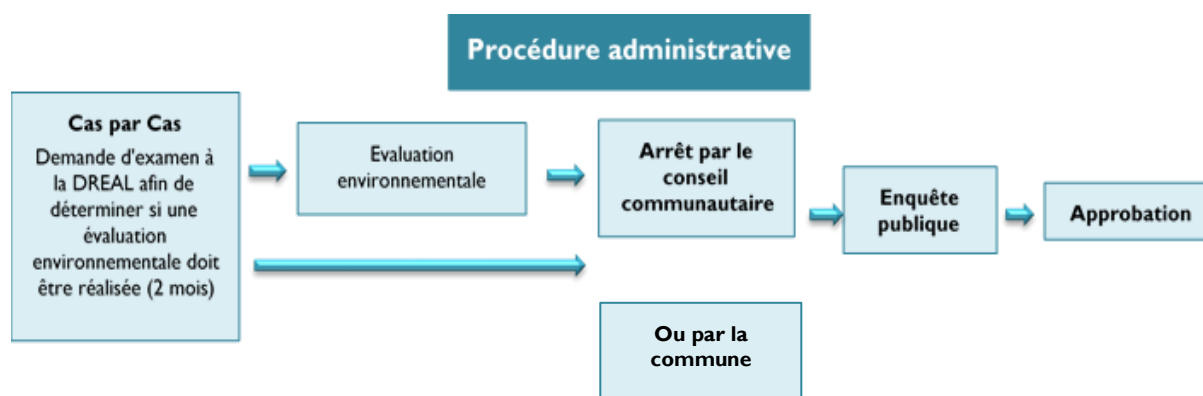 Procédure administrative
Cas par Cas
Demande d'examen à
la DREAL afin de
déterminer si une
évaluation
environnementale doit
être réalisée (2 mois)
Evaluation
environnementale
Arrêt par le
conseil
communautaire
Ou par la
commune
Enquête
publique
Approbation